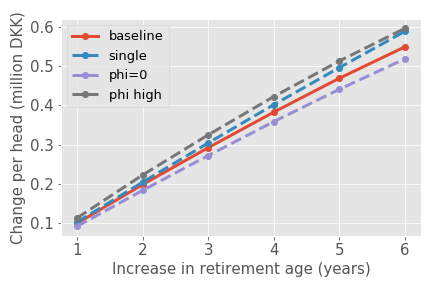 Change per head (million DKK)
0.6
0.5
0.4
0.3
0.2
0.1
baseline
single
phi=0
phi high
1 2 3 4 5 6
Increase in retirement age (years)